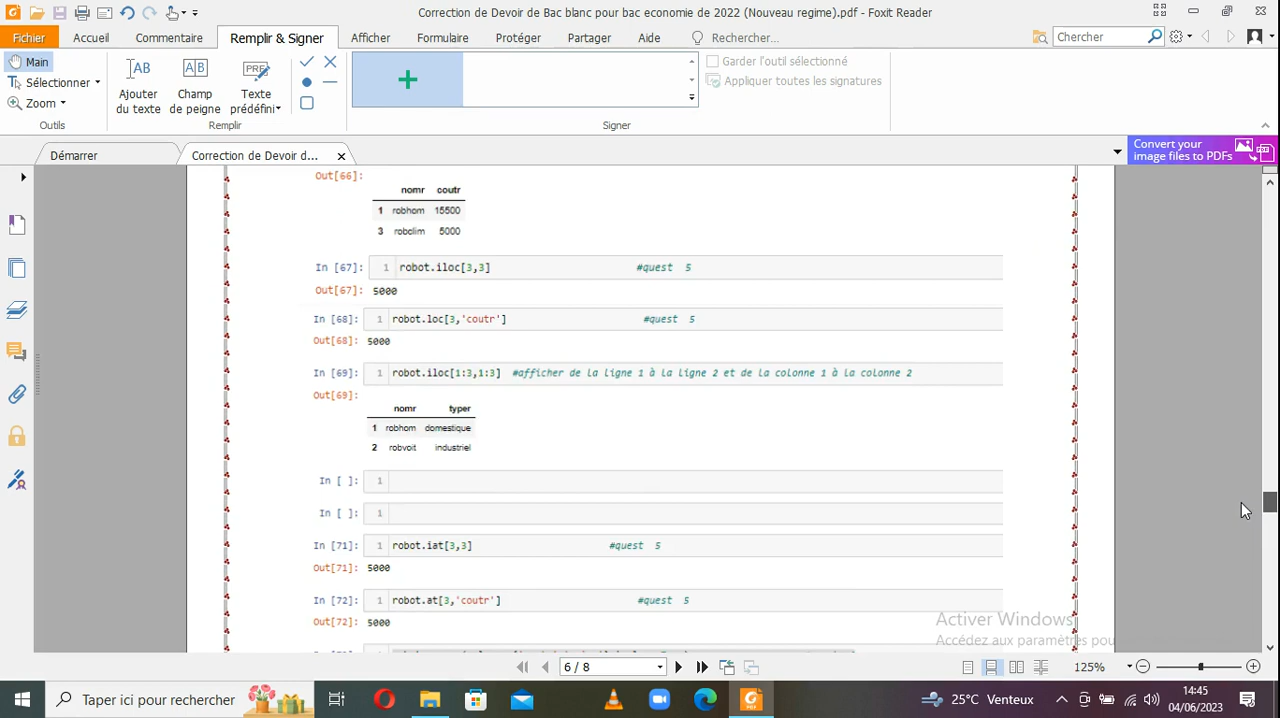 Correction de Devoir de Bac blanc pour bac economie de 2022 (Nouveau regime).pdf - Foxit Reader
Fichier Accueil Commentaire Remplir & Signer Afficher Formulaire Protéger Partager Aide Rechercher... Chercher
Main
Sélectionner
Zoom
Outils
Ajouter du texte
Champ de peigne
Texte prédéfini
Remplir
Garder l'outil sélectionné
Appliquer toutes les signatures
Signer
Démarrer
Correction de Devoir d...
Convert your
image files to PDFs
Out[66]:
nomr coutr
1 robhom 15500
3 robclim 5000
In [67]: 1 robot.iloc[3,3] #quest 5
Out[67]: 5000
In [68]: 1 robot.loc[3,'coutr'] #quest 5
Out[68]: 5000
In [69]: 1 robot.iloc[1:3,1:3] #afficher de la ligne 1 à la ligne 2 et de la colonne 1 à la colonne 2
Out[69]:
nomr typer
1 robhom domestique
2 robvoit industriel
In [ ]: 1
In [ ]: 1
In [71]: 1 robot.iat[3,3] #quest 5
Out[71]: 5000
In [72]: 1 robot.at[3,'coutr'] #quest 5
Out[72]: 5000
Activer Windows
Accédez aux paramètres pou
6 / 8
125%
Taper ici pour rechercher
25°C Venteux
14:45
04/06/2023